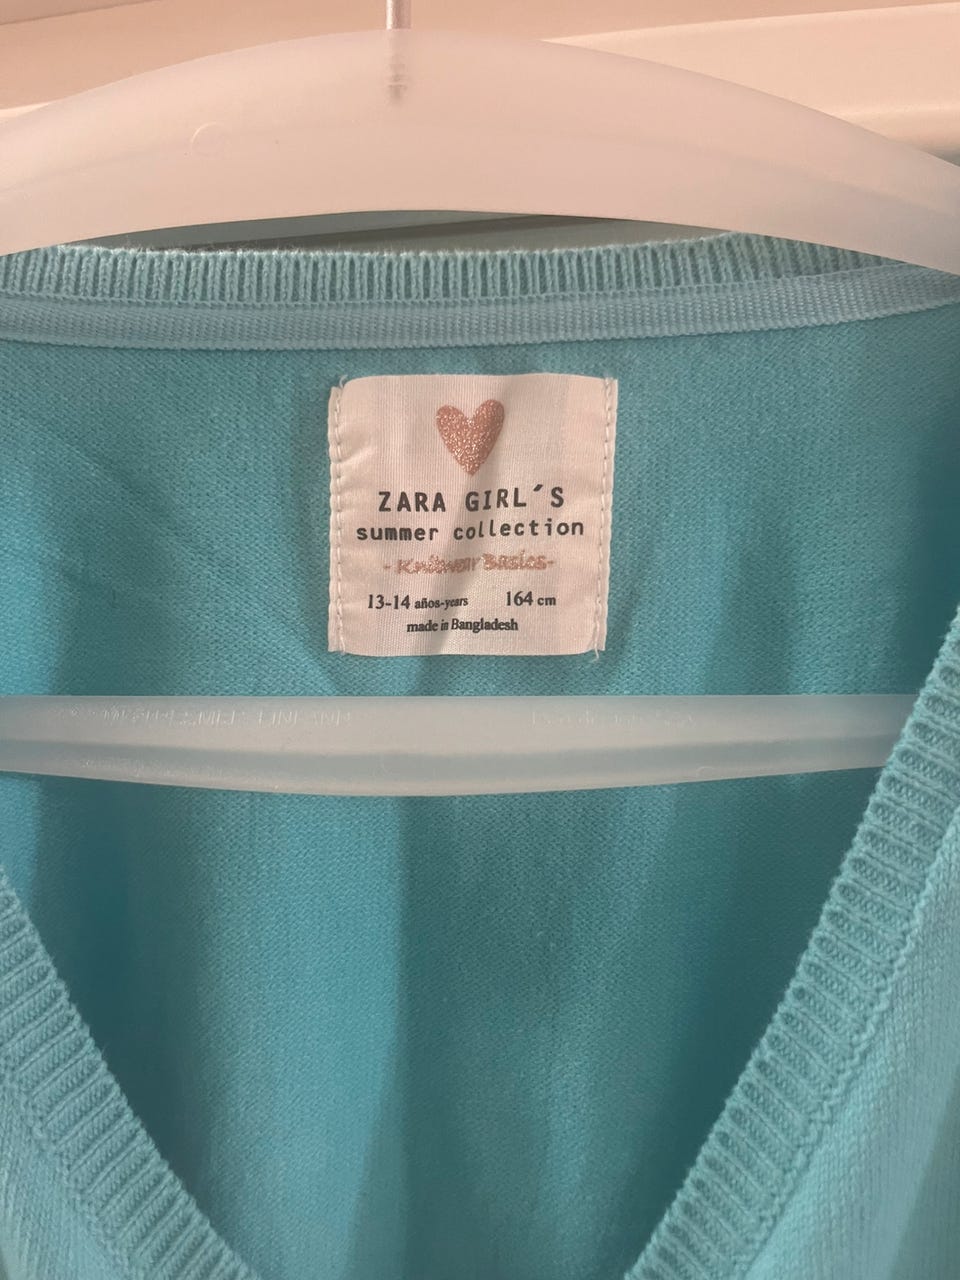 ZARA GIRL´S
summer collection
- Knitwear Basics -
13-14 años-years 164 cm
made in Bangladesh